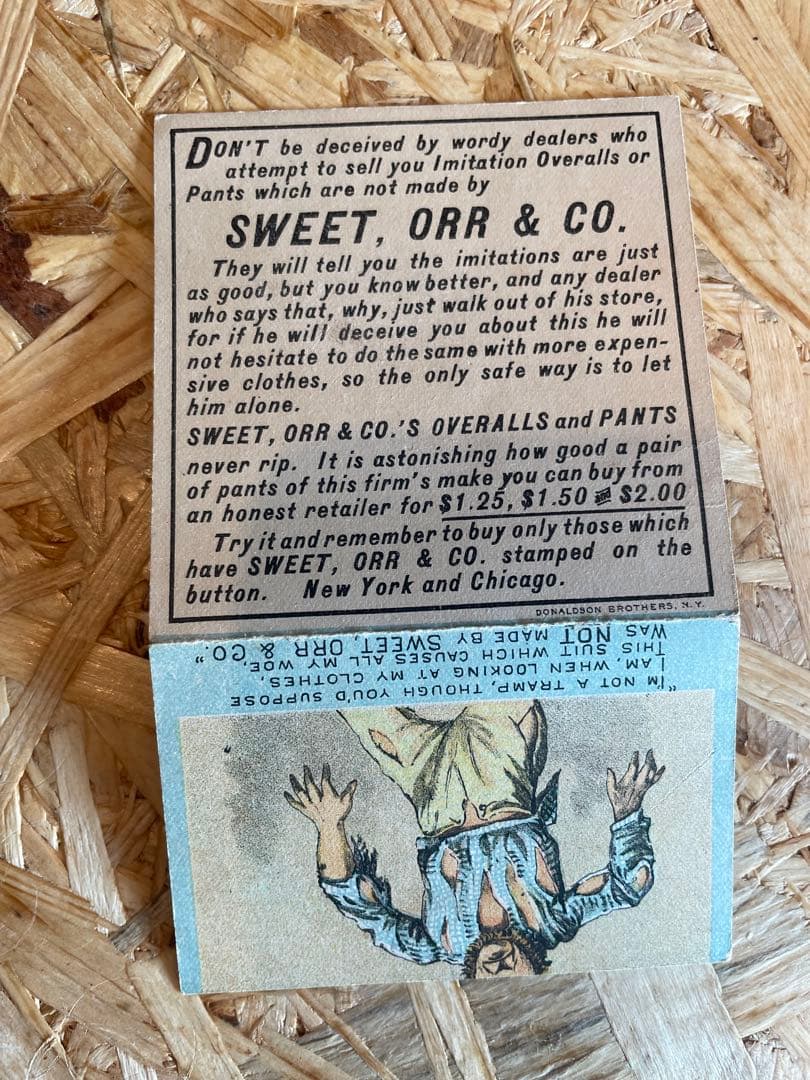 DON'T be deceived by wordy dealers who
attempt to sell you Imitation Overalls or
Pants which are not made by
SWEET, ORR & CO.
They will tell you the imitations are just
as good, but you know better, and any dealer
who says that, why, just walk out of his store,
for if he will deceive you about this he will
not hesitate to do the same with more expen-
sive clothes, so the only safe way is to let
him alone.
SWEET, ORR & CO.'S OVERALLS and PANTS
never rip. It is astonishing how good a pair
of pants of this firm's make you can buy from
an honest retailer for $1.25, $1.50 and $2.00
Try it and remember to buy only those which
have SWEET, ORR & CO. stamped on the
button. New York and Chicago.
DONALDSON BROTHERS, N.Y.
"I'M NOT A TRAMP, THOUGH YOU'D SUPPOSE
I AM, WHEN LOOKING AT MY CLOTHES,
THIS SUIT WHICH CAUSES ALL MY WOE,
WAS NOT MADE BY SWEET, ORR & CO."